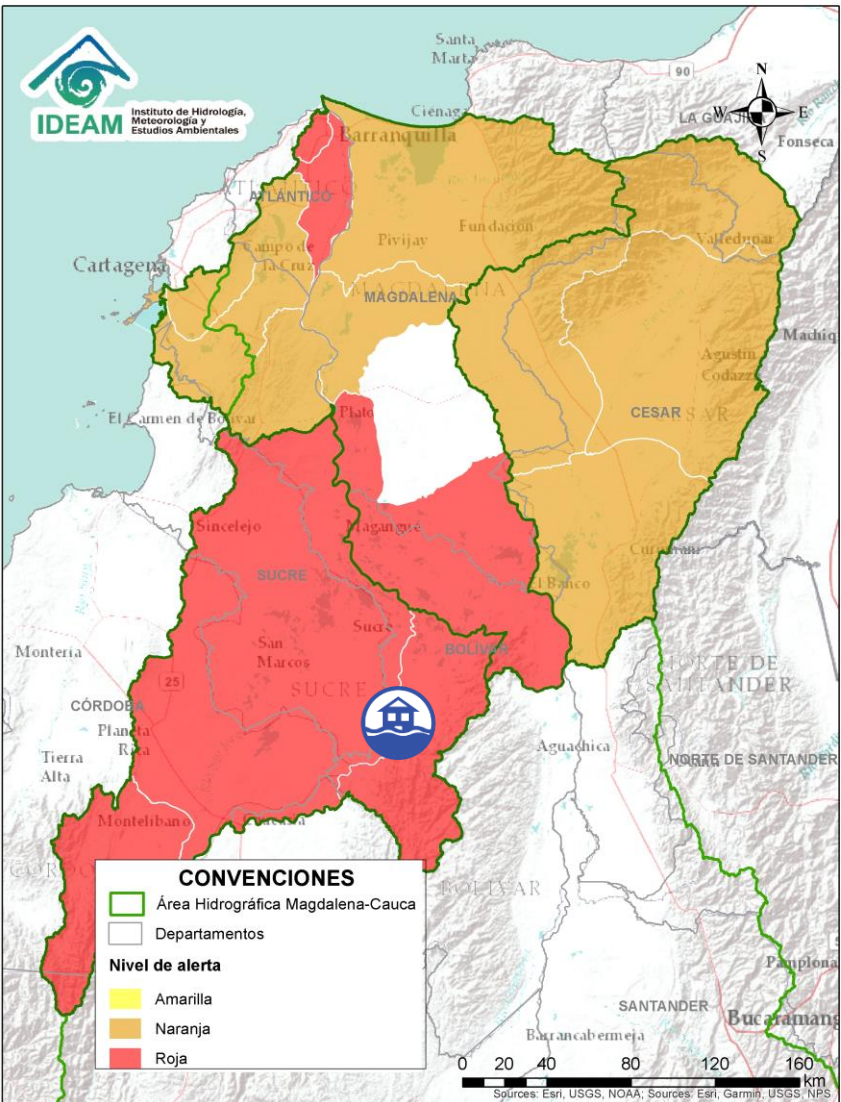 Santa
Marta
90
N
W
E
S
IDEAM
Instituto de Hidrología,
Meteorología y
Estudios Ambientales
Ciénaga
LA GUAJIRA
Barranquilla
Fonseca
ATLÁNTICO
Fundación
Valledupar
Pivijay
Campo de
la Cruz
Cartagena
MAGDALENA
MAGDALENA
Machiq
Agustín
Codazzi
El Carmen de Bolívar
Plato
CESAR
CESAR
Sincelejo
Magangué
Curumaní
SUCRE
El Banco
Sucre
Montería
San
Marcos
BOLÍVAR
NORTE DE
SANTANDER
25
SUCRE
CÓRDOBA
Planeta
Rica
Aguachica
Tierra
Alta
NORTE DE SANTANDER
Montelíbano
Caucasia
CONVENCIONES
Área Hidrográfica Magdalena-Cauca
BOLÍVAR
Departamentos
Nivel de alerta
Pamplona
Amarilla
SANTANDER
Naranja
Bucaramang
Barrancabermeja
Roja
0 20 40 80 120 160
km
Sources: Esri, USGS, NOAA; Sources: Esri, Garmin, USGS, NPS